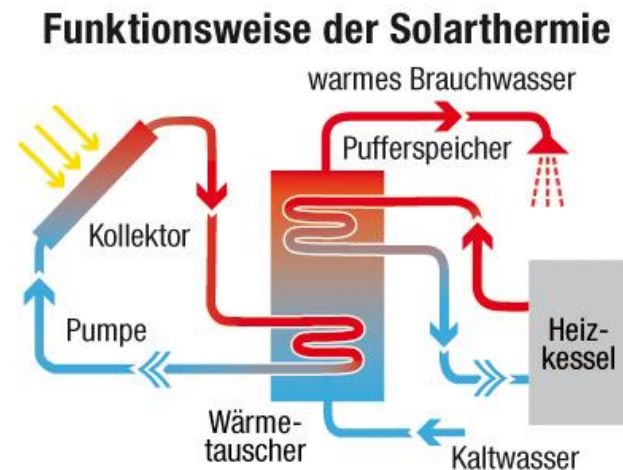 Funktionsweise der Solarthermie
warmes Brauchwasser
Pufferspeicher
Kollektor
Pumpe
Heiz-
kessel
Wärme-
tauscher
Kaltwasser